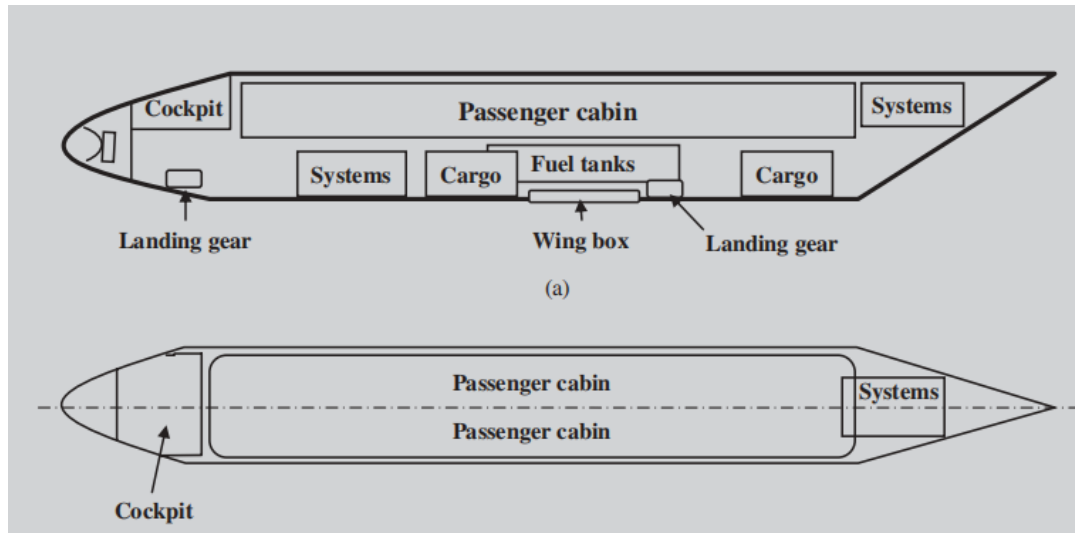 Cockpit
Passenger cabin
Systems
Systems
Cargo
Fuel tanks
Cargo
Landing gear
Wing box
Landing gear
(a)
Passenger cabin
Systems
Passenger cabin
Cockpit